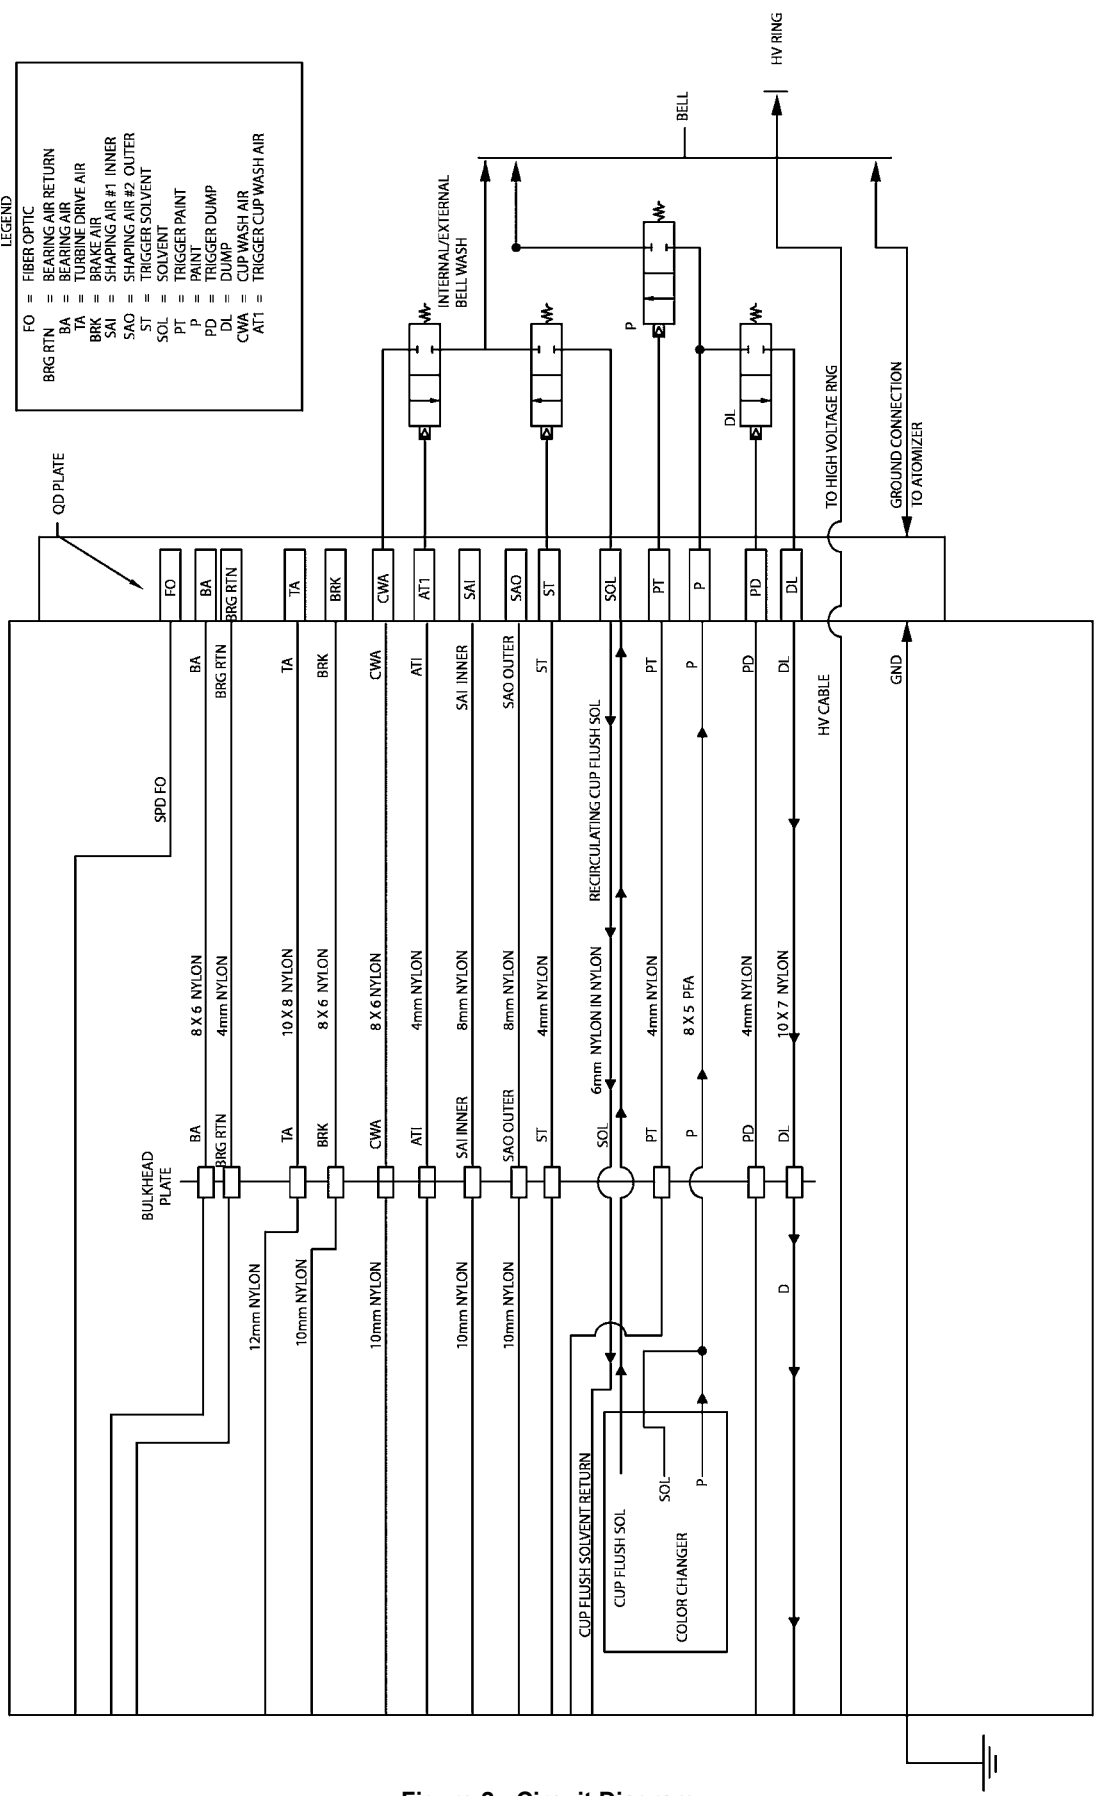 LEGEND
FO = FIBER OPTIC
BRG RTN = BEARING AIR RETURN
BA = BEARING AIR
TA = TURBINE DRIVE AIR
BRK = BRAKE AIR
SAI = SHAPING AIR #1 INNER
SAO = SHAPING AIR #2 OUTER
ST = TRIGGER SOLVENT
SOL = SOLVENT
PT = TRIGGER PAINT
P = PAINT
PD = TRIGGER DUMP
DL = DUMP
CWA = CUP WASH AIR
AT1 = TRIGGER CUP WASH AIR
HV RING
BELL
INTERNAL/EXTERNAL
BELL WASH
P
DL
QD PLATE
TO HIGH VOLTAGE RNG
GROUND CONNECTION
TO ATOMIZER
FO
BA
BRG RTN
TA
BRK
CWA
AT1
SAI
SAO
ST
SOL
PT
P
PD
DL
BA
BRG RTN
TA
BRK
CWA
ATI
SAI INNER
SAO OUTER
ST
PT
P
PD
DL
HV CABLE
GND
SPD FO
RECIRCULATING CUP FLUSH SOL
8 X 6 NYLON
4mm NYLON
10 X 8 NYLON
8 X 6 NYLON
8 X 6 NYLON
4mm NYLON
8mm NYLON
8mm NYLON
4mm NYLON
6mm NYLON IN NYLON
4mm NYLON
8 X 5 PFA
4mm NYLON
10 X 7 NYLON
BULKHEAD
PLATE
BA
BRG RTN
TA
BRK
CWA
ATI
SAI INNER
SAO OUTER
ST
SOL
PT
P
PD
DL
12mm NYLON
10mm NYLON
10mm NYLON
10mm NYLON
10mm NYLON
D
CUP FLUSH SOLVENT RETURN
CUP FLUSH SOL
SOL
P
COLOR CHANGER